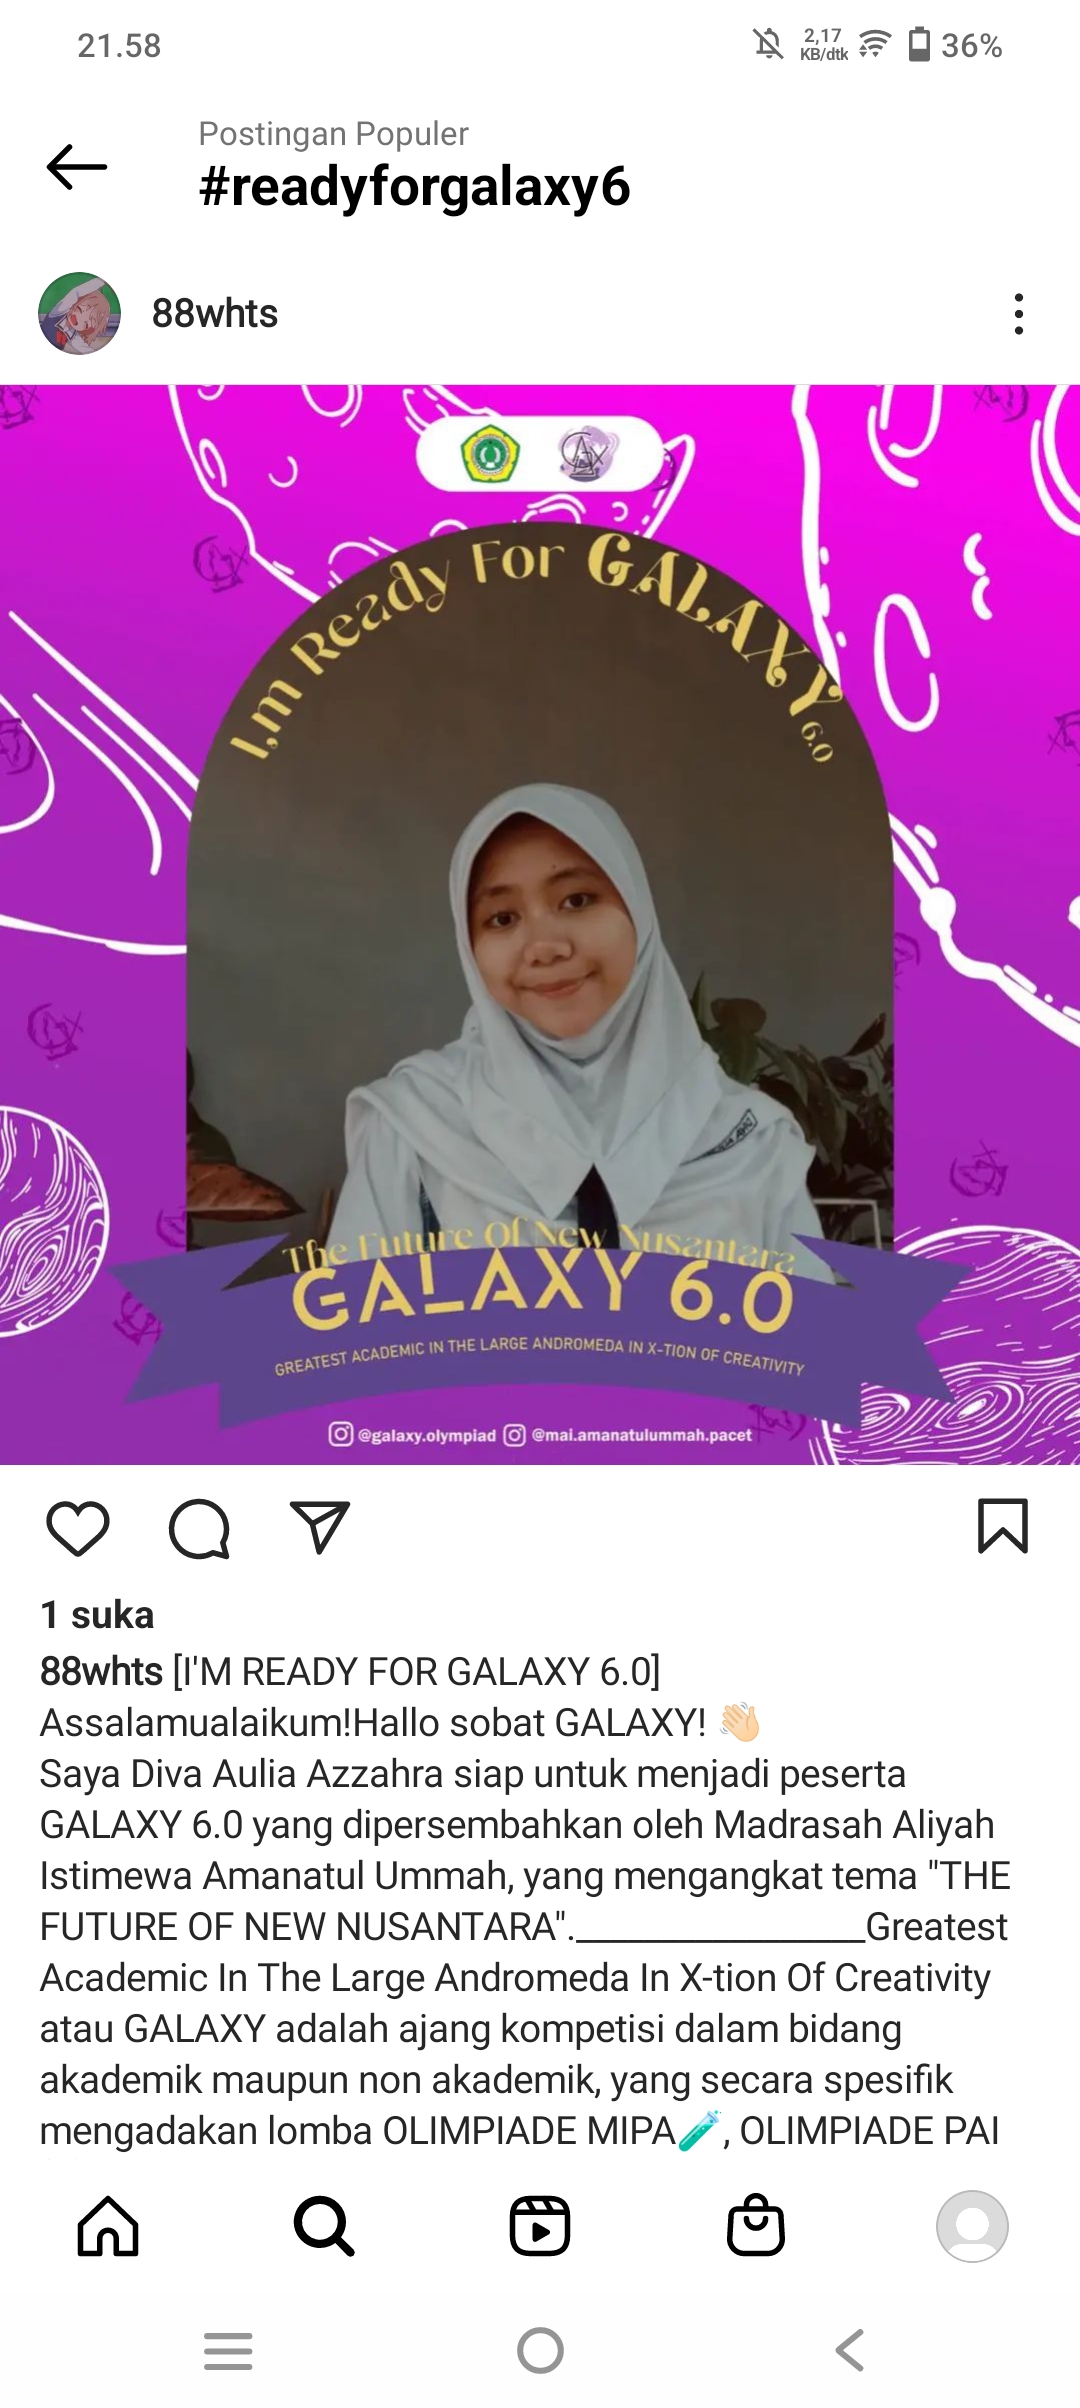 21.58
2,17
KB/dtk
36%
Postingan Populer
#readyforgalaxy6
88whts
I,m Ready For GALAXY 6.0
The Future Of New Nusantara
GALAXY 6.0
GREATEST ACADEMIC IN THE LARGE ANDROMEDA IN X-TION OF CREATIVITY
@galaxy.olympiad @mai.amanatulummah.pacet
1 suka
88whts [I'M READY FOR GALAXY 6.0]
Assalamualaikum!Hallo sobat GALAXY! 👋🏻
Saya Diva Aulia Azzahra siap untuk menjadi peserta
GALAXY 6.0 yang dipersembahkan oleh Madrasah Aliyah
Istimewa Amanatul Ummah, yang mengangkat tema "THE
FUTURE OF NEW NUSANTARA".______________Greatest
Academic In The Large Andromeda In X-tion Of Creativity
atau GALAXY adalah ajang kompetisi dalam bidang
akademik maupun non akademik, yang secara spesifik
mengadakan lomba OLIMPIADE MIPA🧪, OLIMPIADE PAI